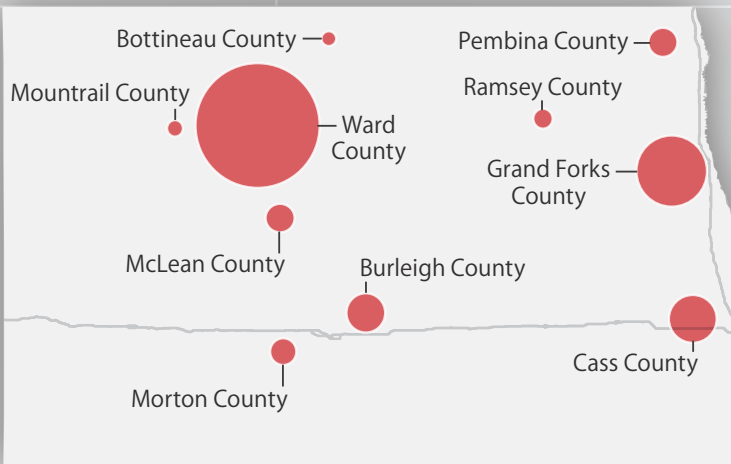 Bottineau County
Pembina County
Mountrail County
Ramsey County
Ward
County
Grand Forks
County
McLean County
Burleigh County
Cass County
Morton County